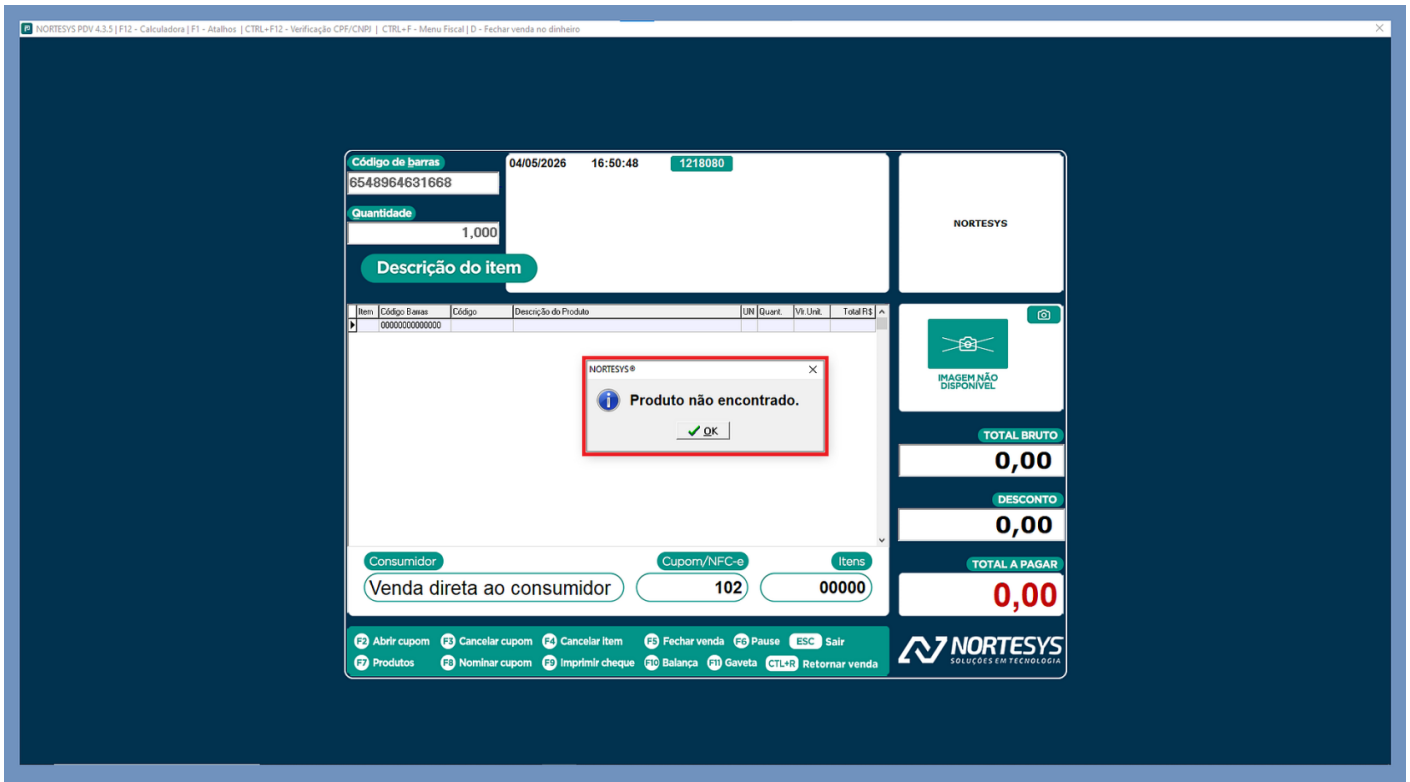 NORTESYS PDV 4.3.5 | F12 - Calculadora | F1 - Atalhos | CTRL+F12 - Verificação CPF/CNPJ | CTRL+F - Menu Fiscal | D - Fechar venda no dinheiro
Código de barras
6548964631668
Quantidade
1,000
Descrição do item
04/05/2026 16:50:48 1218080
NORTESYS
Item Código Barras Código Descrição do Produto UN Quant. Vlr.Unit. Total R$
00000000000000
NORTESYS®
Produto não encontrado.
OK
IMAGEM NÃO
DISPONÍVEL
TOTAL BRUTO
0,00
DESCONTO
0,00
TOTAL A PAGAR
0,00
Consumidor Cupom/NFC-e Itens
Venda direta ao consumidor 102 00000
F2 Abrir cupom F3 Cancelar cupom F4 Cancelar Item F5 Fechar venda F6 Pause ESC Sair
F7 Produtos F8 Nominar cupom F9 Imprimir cheque F10 Balança F11 Gaveta CTL+R Retornar venda
NORTESYS
SOLUÇÕES EM TECNOLOGIA